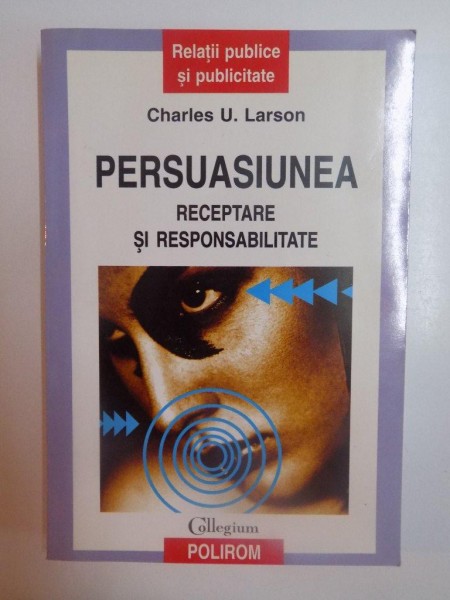 Relații publice
și publicitate
Charles U. Larson
PERSUASIUNEA
RECEPTARE
ȘI RESPONSABILITATE
Collegium
POLIROM